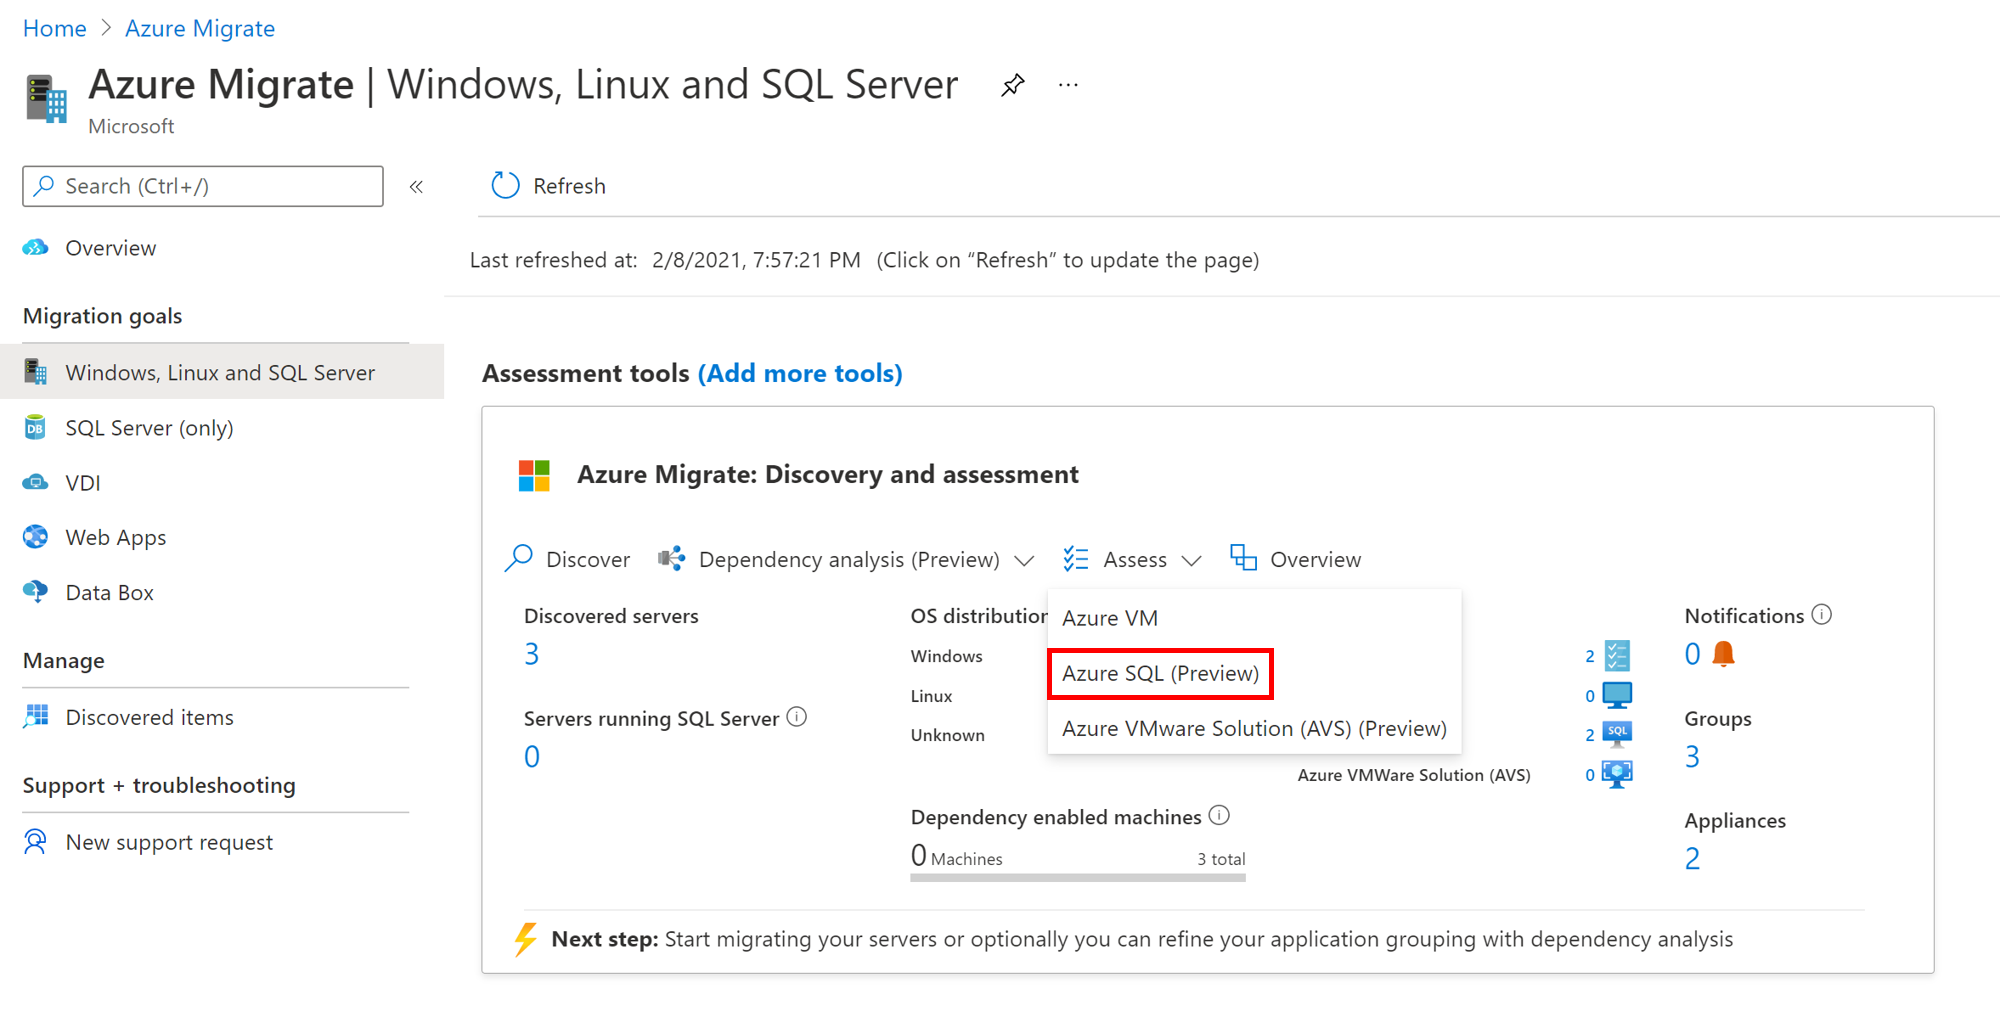 Home > Azure Migrate
Azure Migrate | Windows, Linux and SQL Server ...
Microsoft
Search (Ctrl+/) «
Refresh
Overview
Last refreshed at: 2/8/2021, 7:57:21 PM (Click on “Refresh” to update the page)
Migration goals
Windows, Linux and SQL Server
SQL Server (only)
DB
VDI
Web Apps
Data Box
Manage
Discovered items
Support + troubleshooting
New support request
Assessment tools (Add more tools)
Azure Migrate: Discovery and assessment
Discover
Dependency analysis (Preview)
Assess
Overview
Azure VM
Azure SQL (Preview)
Azure VMware Solution (AVS) (Preview)
Discovered servers
3
Servers running SQL Server
0
OS distribution
Windows
Linux
Unknown
2
0
2 SQL
Azure VMWare Solution (AVS) 0
Dependency enabled machines
0 Machines 3 total
Notifications
0
Groups
3
Appliances
2
Next step: Start migrating your servers or optionally you can refine your application grouping with dependency analysis